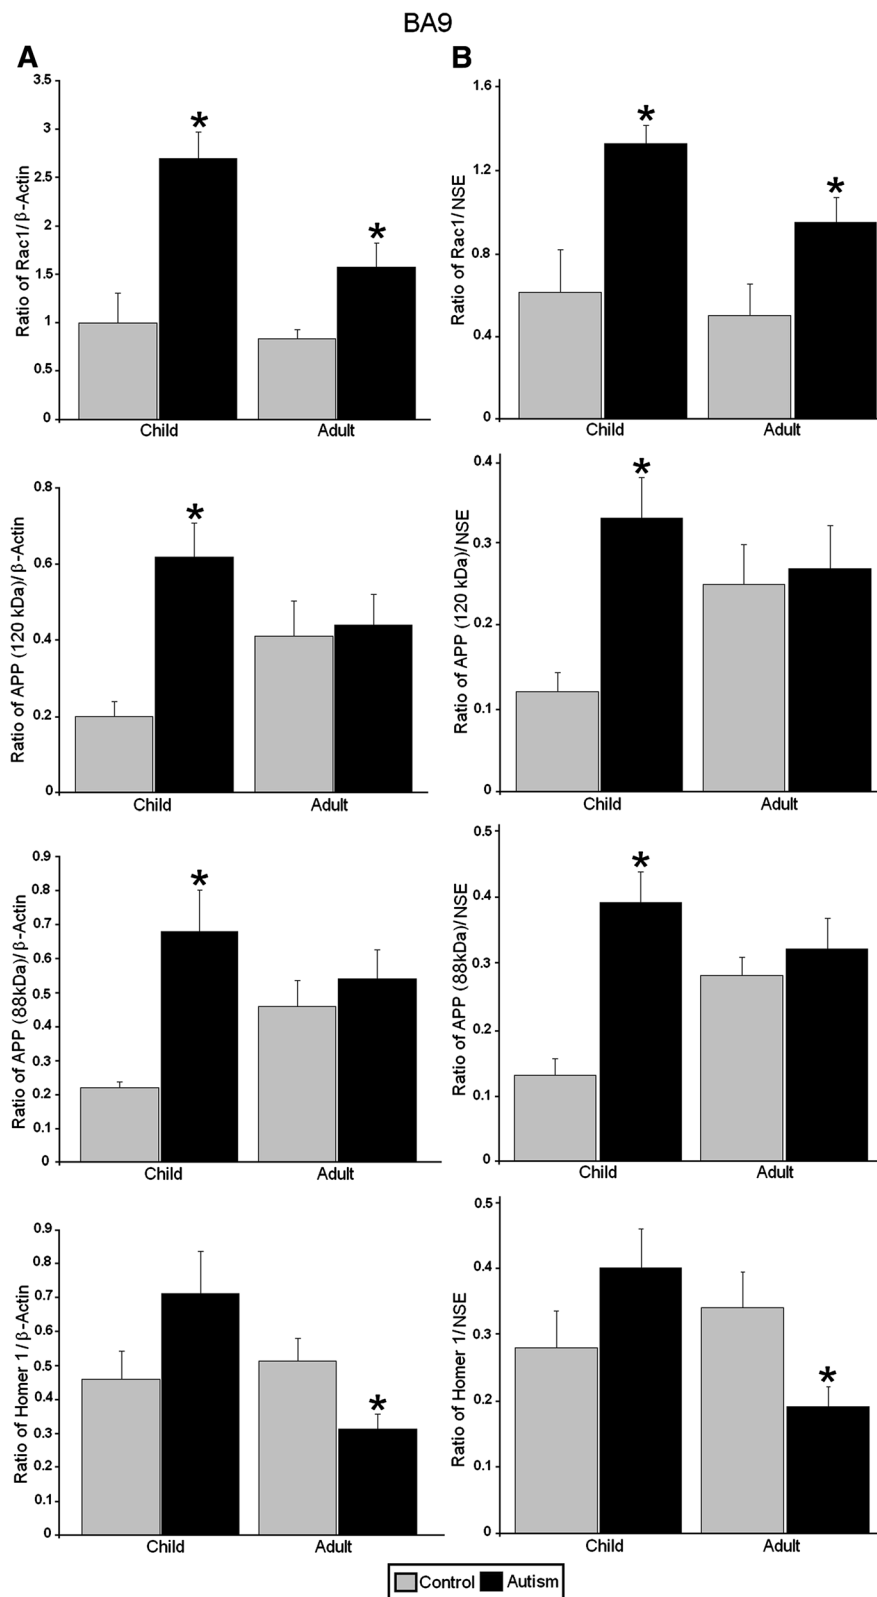 BA9
A
Ratio of Rac1/β-Actin
3.5
3
2.5
2
1.5
1
0.5
0
*
*
Child
Adult
B
Ratio of Rac1/NSE
1.6
1.2
0.8
0.4
0
*
*
Child
Adult
Ratio of APP (120 kDa)/β-Actin
0.8
0.6
0.4
0.2
0
*
Child
Adult
Ratio of APP (120 kDa)/NSE
0.4
0.3
0.2
0.1
0
*
Child
Adult
Ratio of APP (88kDa)/β-Actin
0.9
0.8
0.7
0.6
0.5
0.4
0.3
0.2
0.1
0
*
Child
Adult
Ratio of APP (88kDa)/NSE
0.5
0.4
0.3
0.2
0.1
0
*
Child
Adult
Ratio of Homer 1/β-Actin
0.9
0.8
0.7
0.6
0.5
0.4
0.3
0.2
0.1
0
*
Child
Adult
Ratio of Homer 1/NSE
0.5
0.4
0.3
0.2
0.1
0
*
Child
Adult
Control
Autism